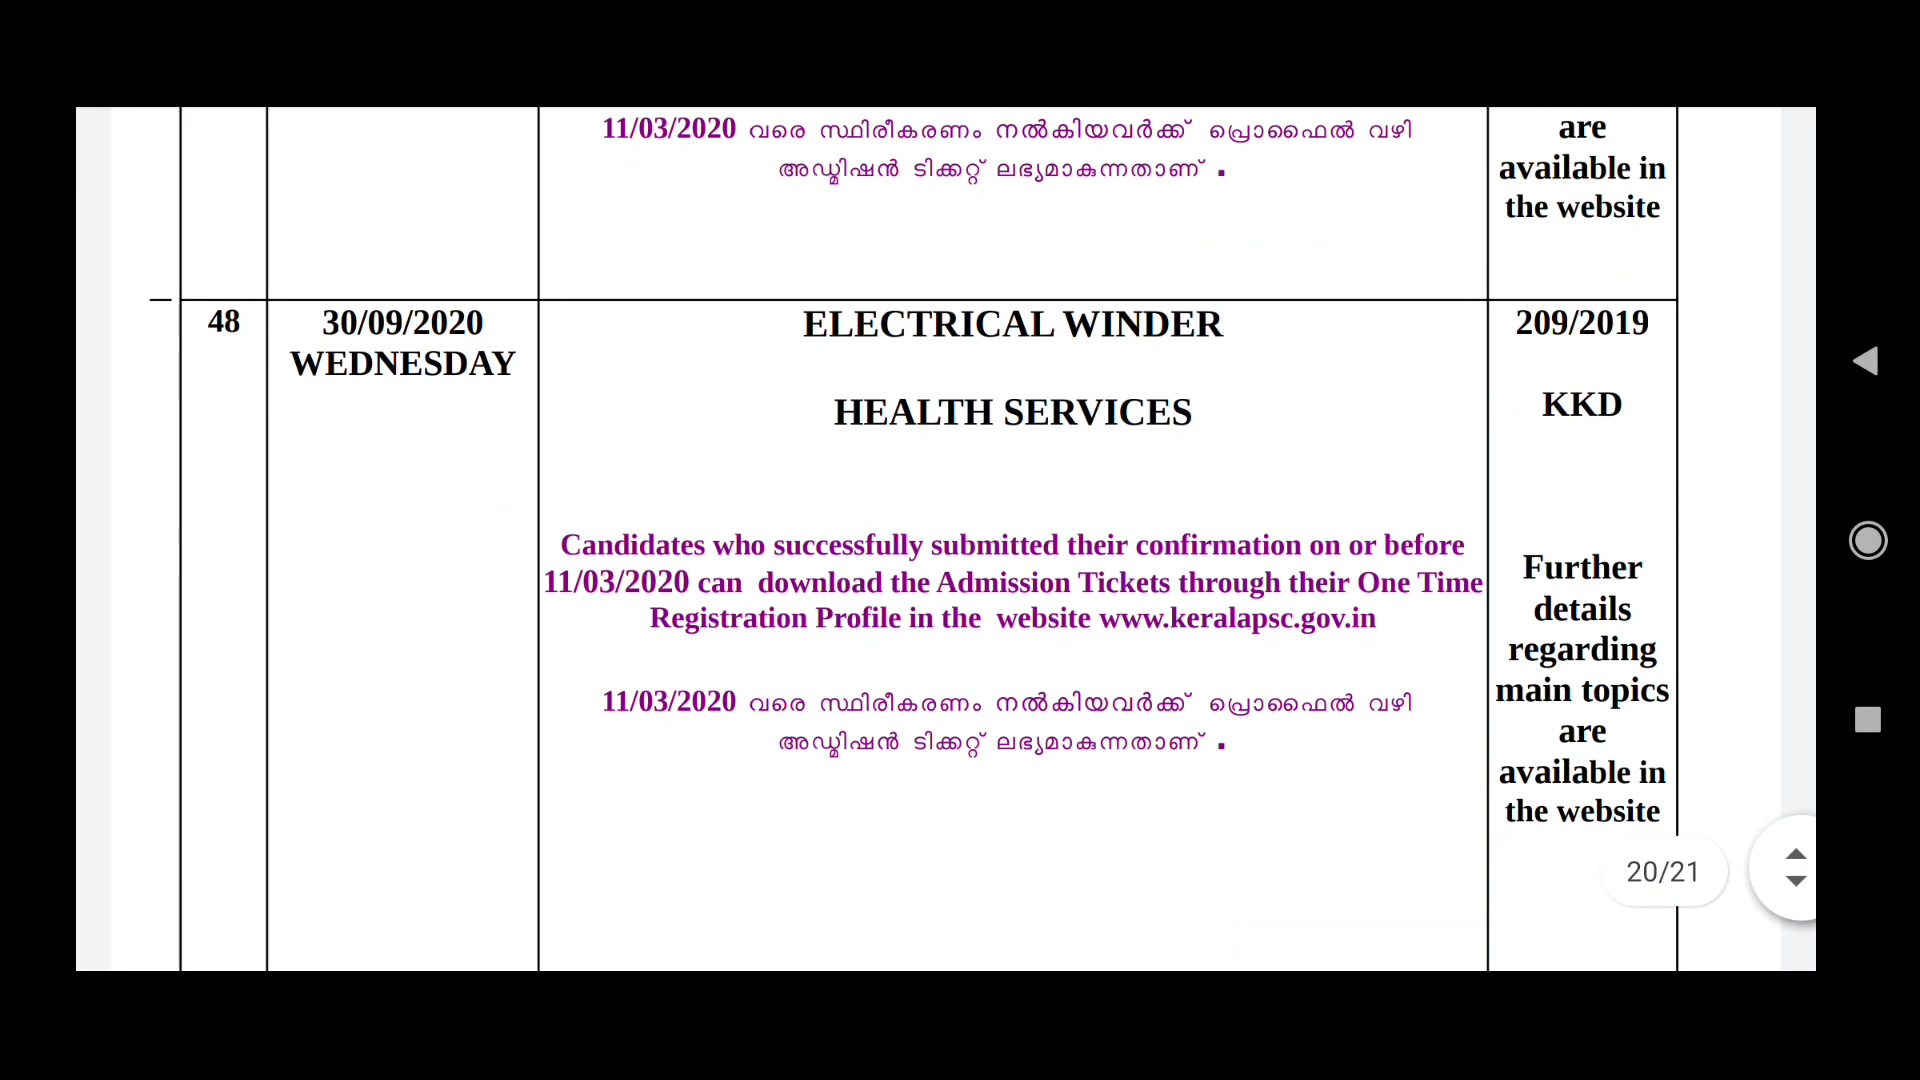 11/03/2020 വരെ സ്ഥിരീകരണം നൽകിയവർക്ക് പ്രൊഫൈൽ വഴി
അഡ്മിഷൻ ടിക്കറ്റ് ലഭ്യമാകുന്നതാണ് .
are
available in
the website
48
30/09/2020
WEDNESDAY
ELECTRICAL WINDER
HEALTH SERVICES
Candidates who successfully submitted their confirmation on or before
11/03/2020 can  download the Admission Tickets through their One Time
Registration Profile in the  website www.keralapsc.gov.in
11/03/2020 വരെ സ്ഥിരീകരണം നൽകിയവർക്ക് പ്രൊഫൈൽ വഴി
അഡ്മിഷൻ ടിക്കറ്റ് ലഭ്യമാകുന്നതാണ് .
209/2019
KKD
Further
details
regarding
main topics
are
available in
the website
20/21